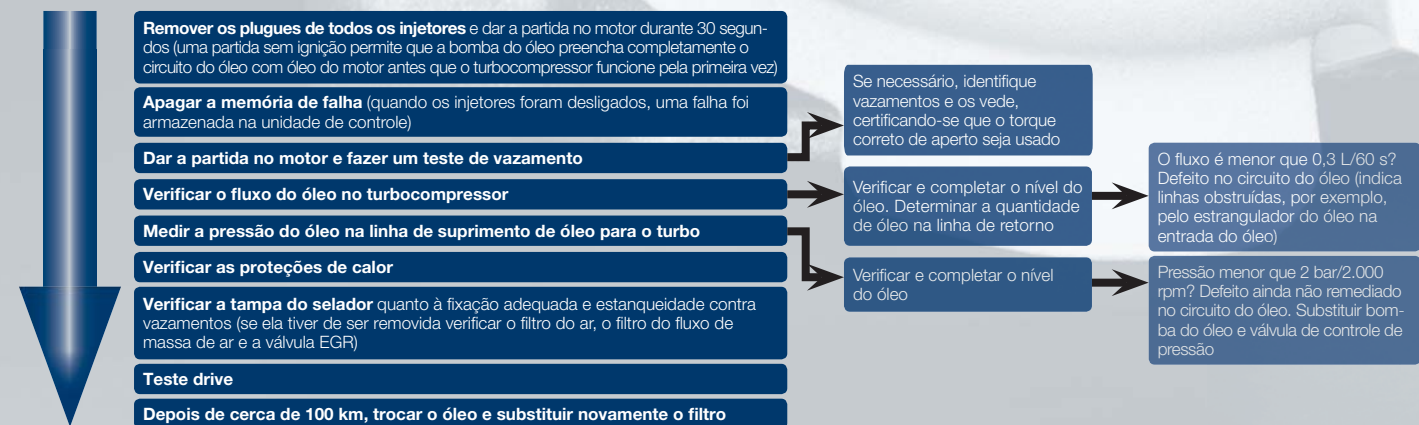 Remover os plugues de todos os injetores e dar a partida no motor durante 30 segun-
dos (uma partida sem ignição permite que a bomba do óleo preencha completamente o
circuito do óleo com óleo do motor antes que o turbocompressor funcione pela primeira vez)
Apagar a memória de falha (quando os injetores foram desligados, uma falha foi
armazenada na unidade de controle)
Dar a partida no motor e fazer um teste de vazamento
Se necessário, identifique
vazamentos e os vede,
certificando-se que o torque
correto de aperto seja usado
Verificar o fluxo do óleo no turbocompressor
Verificar e completar o nível do
óleo. Determinar a quantidade
de óleo na linha de retorno
O fluxo é menor que 0,3 L/60 s?
Defeito no circuito do óleo (indica
linhas obstruídas, por exemplo,
pelo estrangulador do óleo na
entrada do óleo)
Medir a pressão do óleo na linha de suprimento de óleo para o turbo
Verificar e completar o nível
do óleo
Pressão menor que 2 bar/2.000
rpm? Defeito ainda não remediado
no circuito do óleo. Substituir bom-
ba do óleo e válvula de controle de
pressão
Verificar as proteções de calor
Verificar a tampa do selador quanto à fixação adequada e estanqueidade contra
vazamentos (se ela tiver de ser removida verificar o filtro do ar, o filtro do fluxo de
massa de ar e a válvula EGR)
Teste drive
Depois de cerca de 100 km, trocar o óleo e substituir novamente o filtro